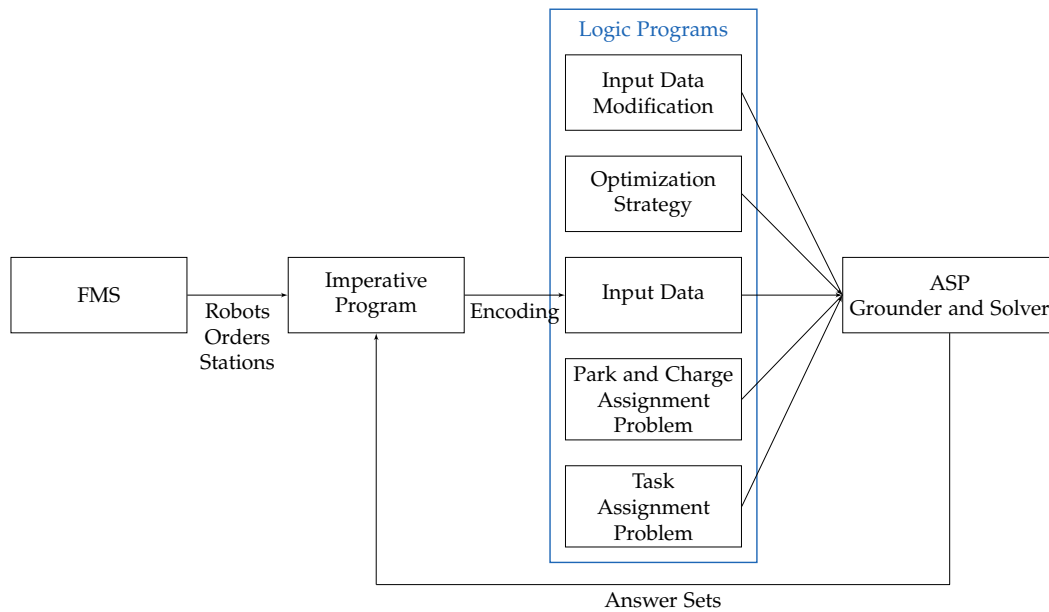 Logic Programs
Input Data
Modification
Optimization
Strategy
FMS
Robots
Orders
Stations
Imperative
Program
Encoding
Input Data
ASP
Grounder and Solver
Park and Charge
Assignment
Problem
Task
Assignment
Problem
Answer Sets